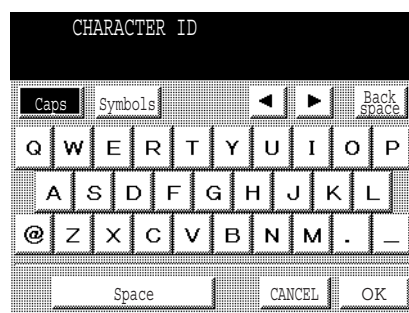 CHARACTER ID
Caps Symbols ◄ ► Back space
Q W E R T Y U I O P
A S D F G H J K L
@ Z X C V B N M . _
Space CANCEL OK